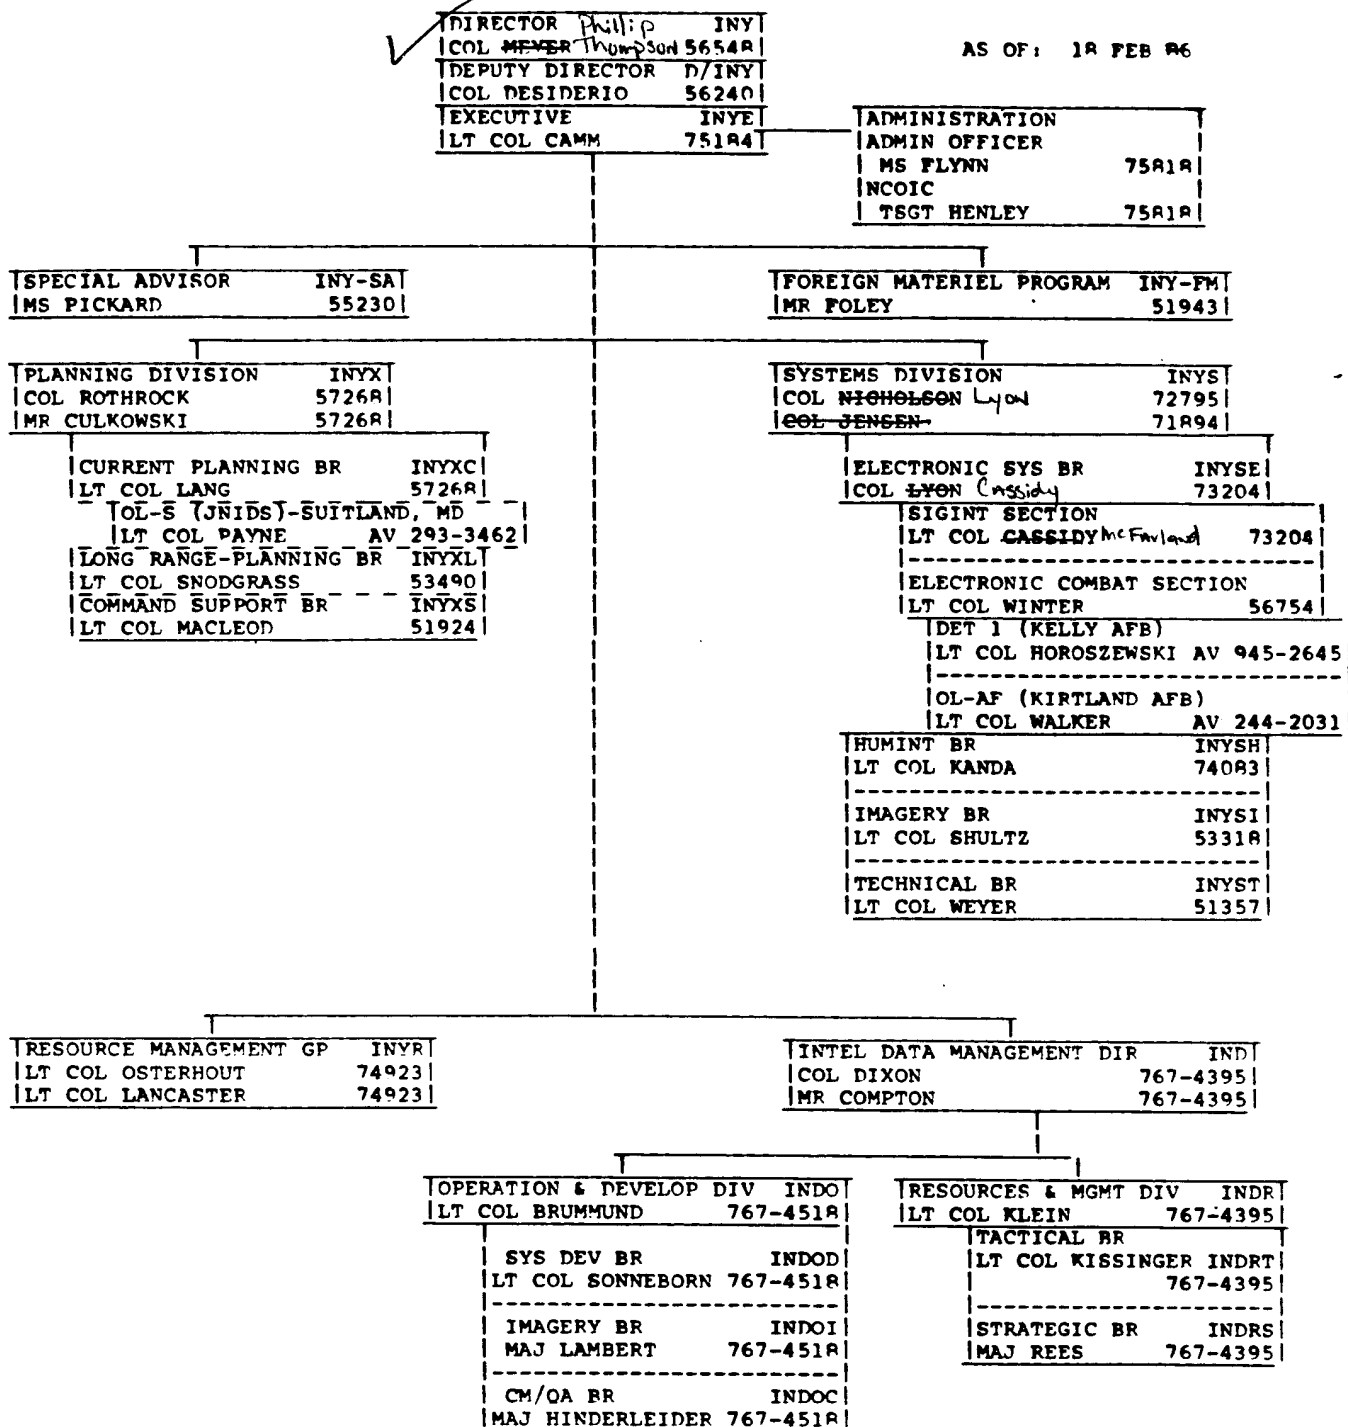 DIRECTOR Phillip INY
COL MEYER Thompson 56548
AS OF: 18 FEB 86
DEPUTY DIRECTOR D/INY
COL DESIDERIO 56240
EXECUTIVE INYE
LT COL CAMM 75184
ADMINISTRATION
ADMIN OFFICER
MS FLYNN 75818
NCOIC
TSGT HENLEY 75818
SPECIAL ADVISOR INY-SA
MS PICKARD 55230
FOREIGN MATERIEL PROGRAM INY-FM
MR FOLEY 51943
PLANNING DIVISION INYX
COL ROTHROCK 57268
MR CULKOWSKI 57268
CURRENT PLANNING BR INYXC
LT COL LANG 57268
OL-S (JNIDS)-SUITLAND, MD
LT COL PAYNE AV 293-3462
LONG RANGE-PLANNING BR INYXL
LT COL SNODGRASS 53490
COMMAND SUPPORT BR INYXS
LT COL MACLEOD 51924
SYSTEMS DIVISION INYS
COL NICHOLSON Lyon 72795
COL JENSEN 71894
ELECTRONIC SYS BR INYSE
COL LYON Cassidy 73204
SIGINT SECTION
LT COL CASSIDY McFarland 73204
ELECTRONIC COMBAT SECTION
LT COL WINTER 56754
DET 1 (KELLY AFB)
LT COL HOROSZEWSKI AV 945-2645
OL-AF (KIRTLAND AFB)
LT COL WALKER AV 244-2031
HUMINT BR INYSH
LT COL KANDA 74083
IMAGERY BR INYSI
LT COL SHULTZ 53318
TECHNICAL BR INYST
LT COL WEYER 51357
RESOURCE MANAGEMENT GP INYR
LT COL OSTERHOUT 74923
LT COL LANCASTER 74923
INTEL DATA MANAGEMENT DIR IND
COL DIXON 767-4395
MR COMPTON 767-4395
OPERATION & DEVELOP DIV INDO
LT COL BRUMMUND 767-4518
SYS DEV BR INDOD
LT COL SONNEBORN 767-4518
IMAGERY BR INDOI
MAJ LAMBERT 767-4518
CM/QA BR INDOC
MAJ HINDERLEIDER 767-4518
RESOURCES & MGMT DIV INDR
LT COL KLEIN 767-4395
TACTICAL BR
LT COL KISSINGER INDRT
767-4395
STRATEGIC BR INDRS
MAJ REES 767-4395